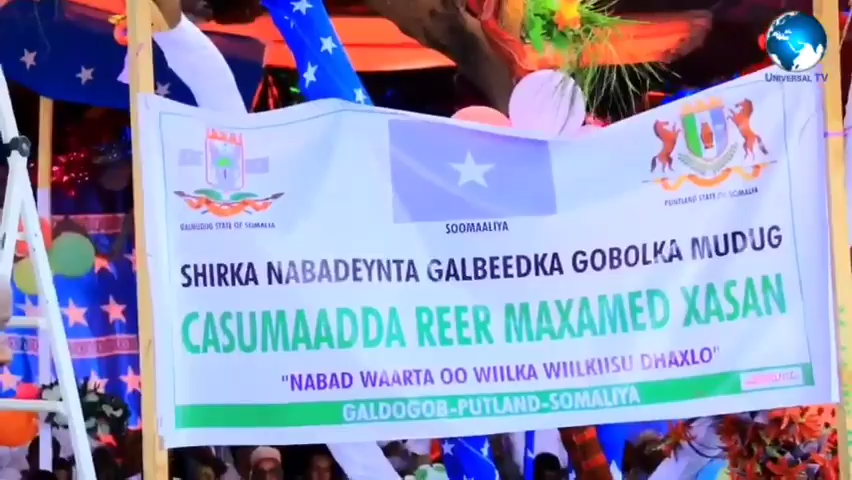 UNIVERSAL TV
GALMUDUG STATE OF SOMALIA
SOOMAALIYA
PUNTLAND STATE OF SOMALIA
SHIRKA NABADEYNTA GALBEEDKA GOBOLKA MUDUG
CASUMAADDA REER MAXAMED XASAN
"NABAD WAARTA OO WIILKA WIILKIISU DHAXLO"
GALDOGOB-PUTLAND-SOMALIYA